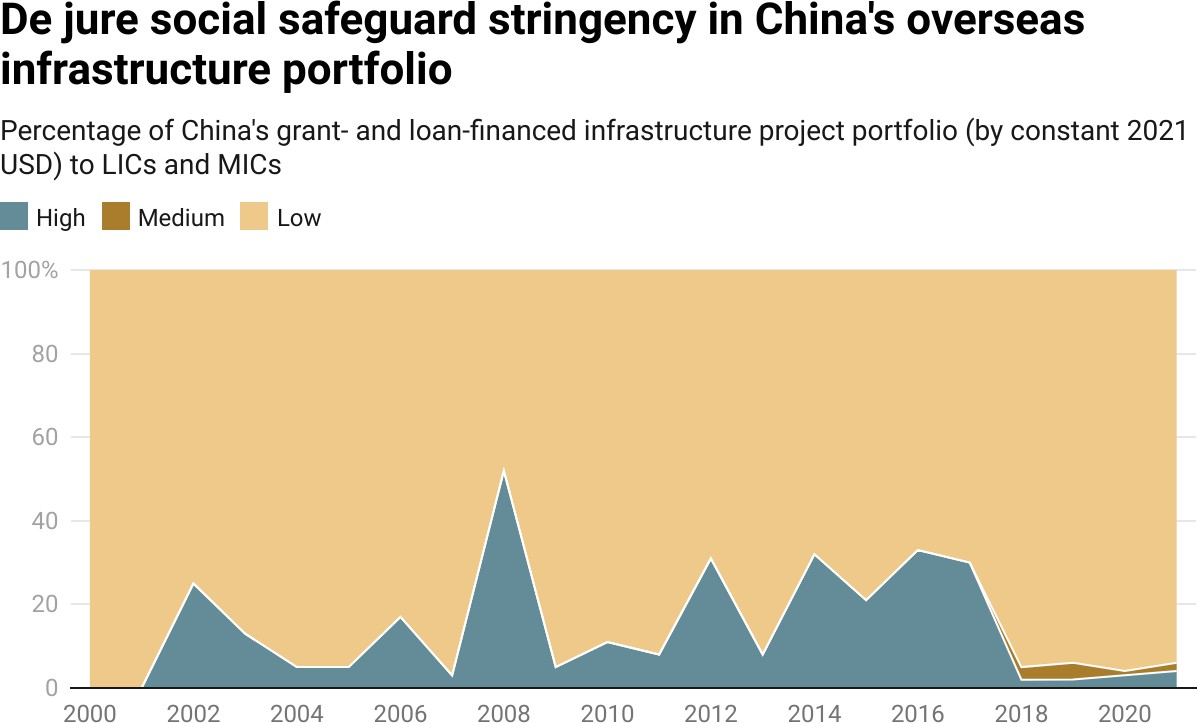 De jure social safeguard stringency in China's overseas
infrastructure portfolio
Percentage of China's grant- and loan-financed infrastructure project portfolio (by constant 2021
USD) to LICs and MICs
High Medium Low
100%
80
60
40
20
0
2000 2002 2004 2006 2008 2010 2012 2014 2016 2018 2020